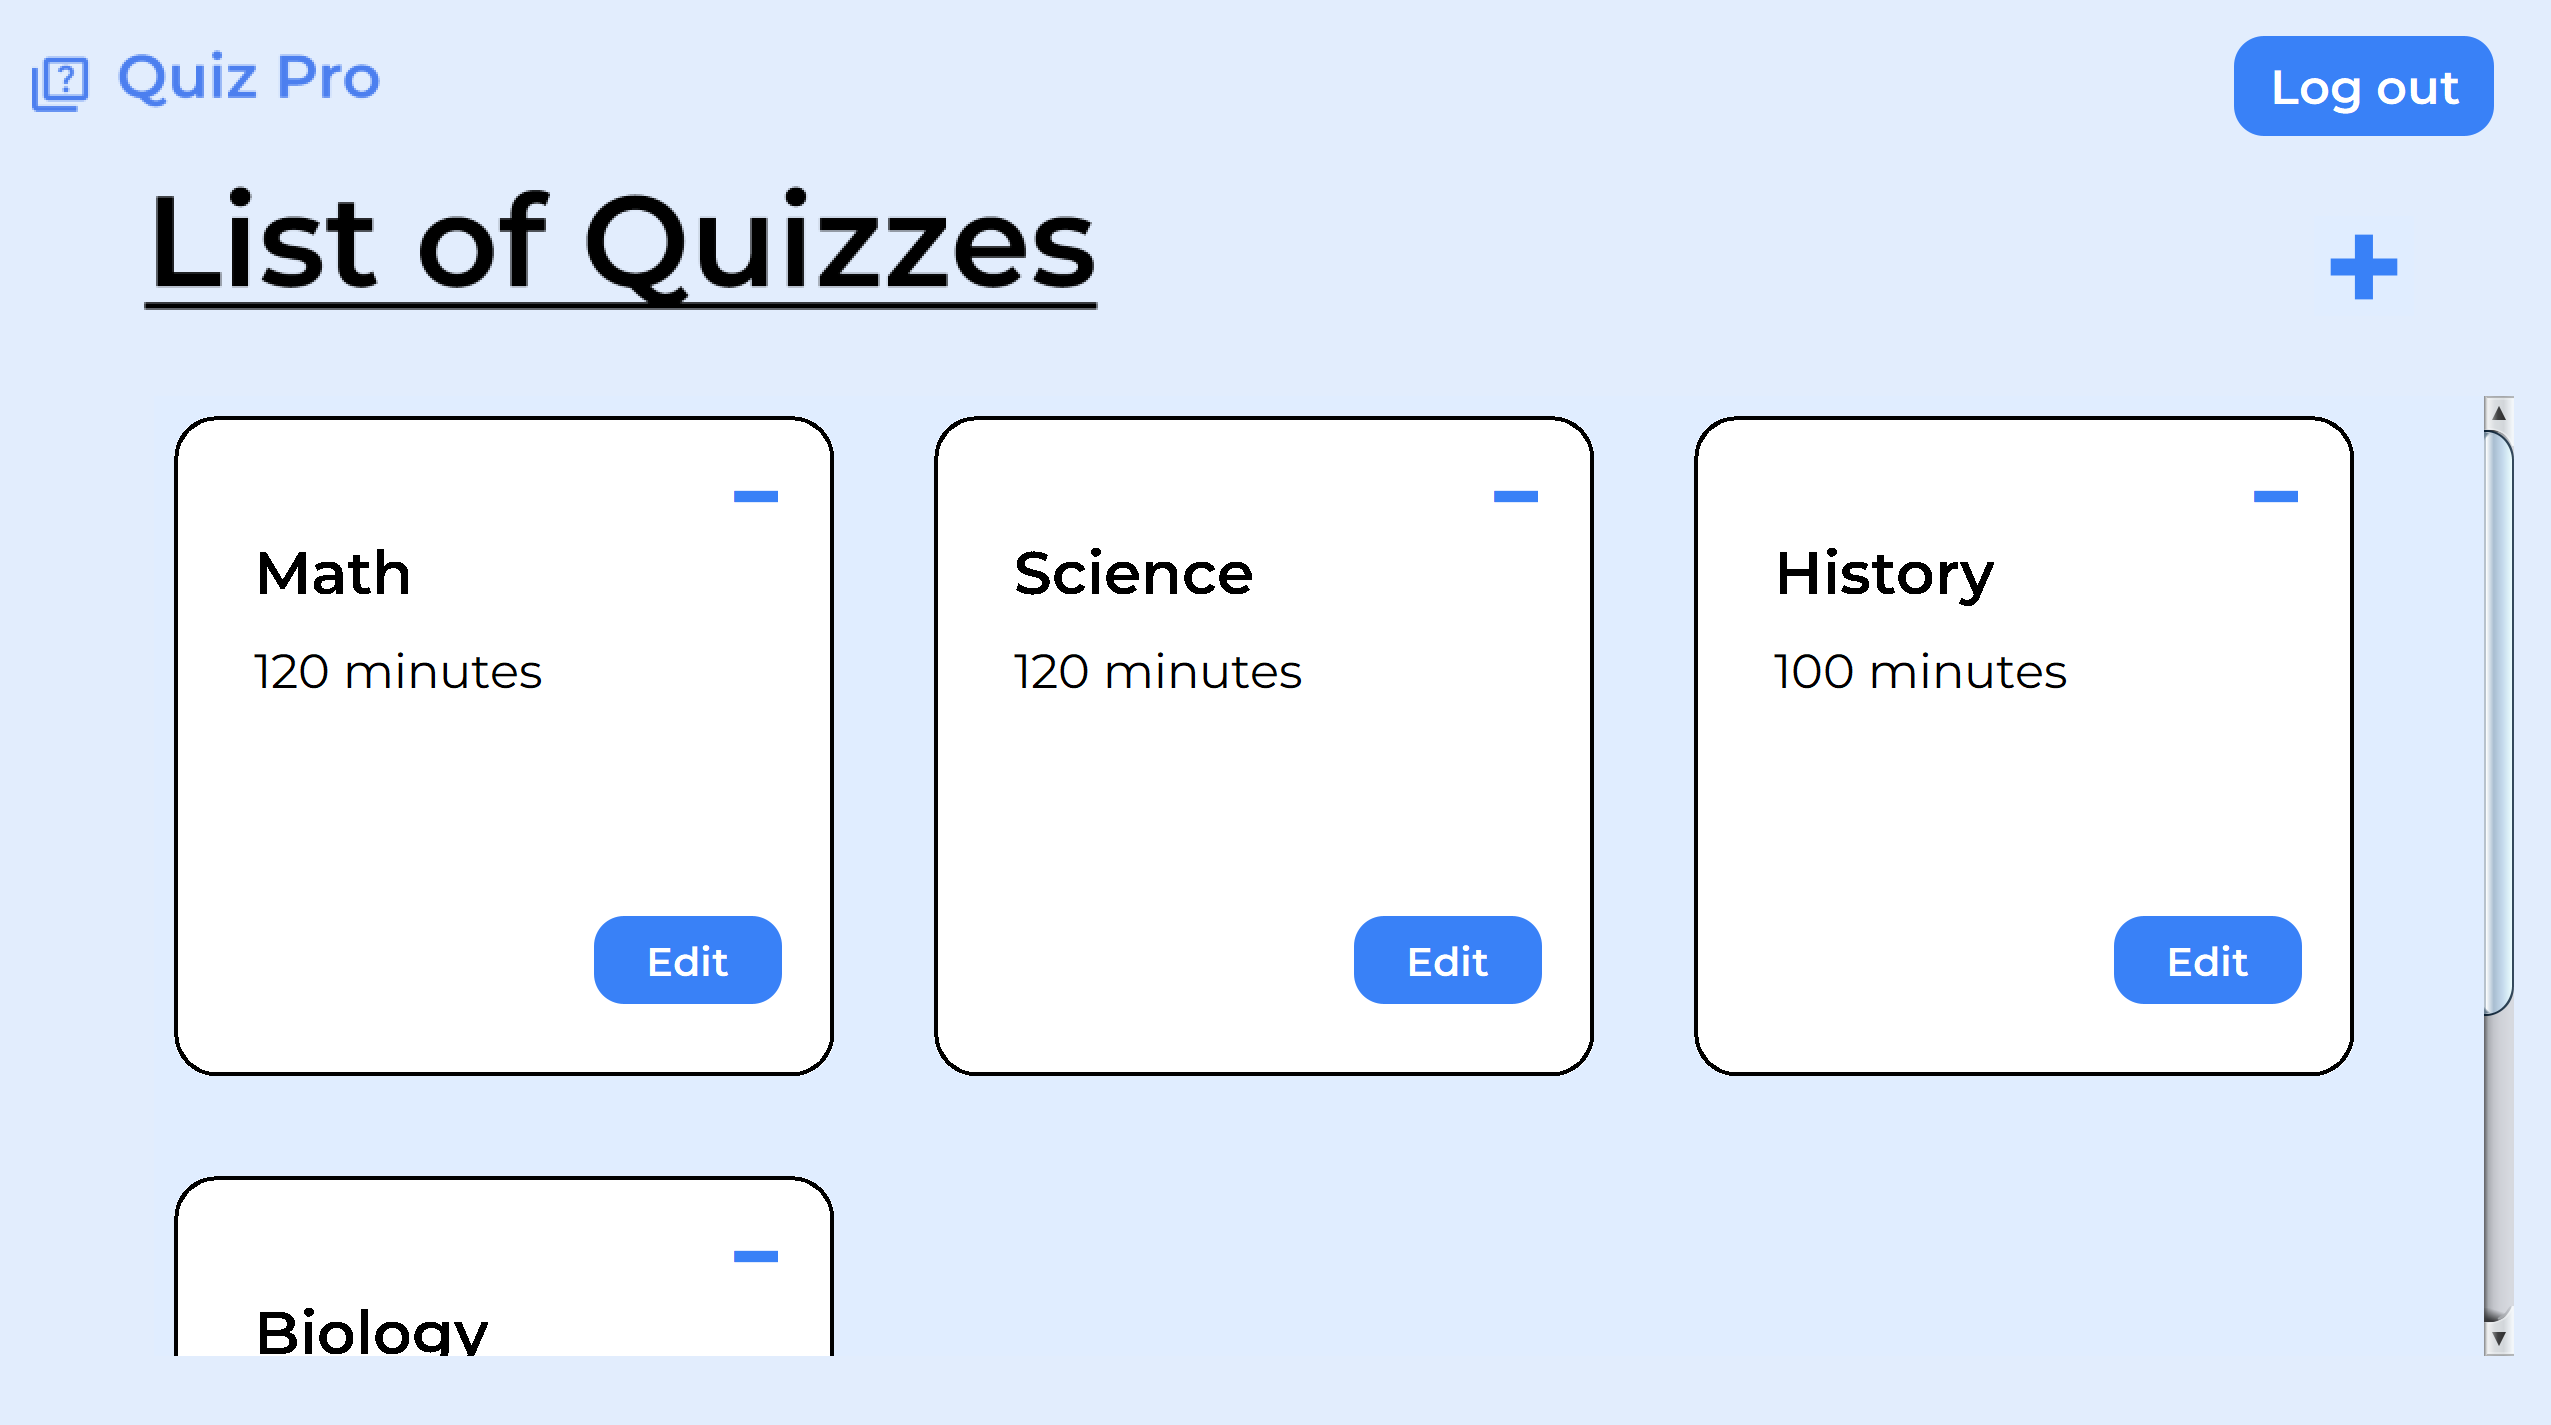 Quiz Pro
Log out
List of Quizzes
Math
120 minutes
Edit
Science
120 minutes
Edit
History
100 minutes
Edit
Biology